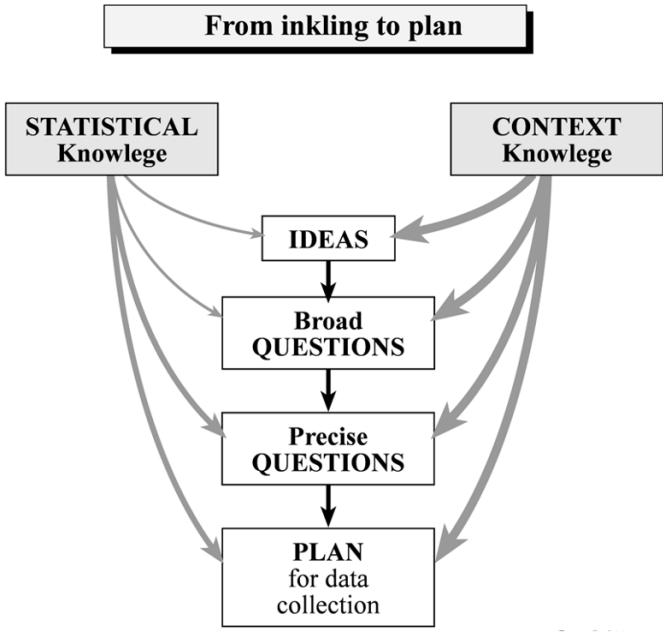 From inkling to plan
STATISTICAL
Knowlege
CONTEXT
Knowlege
IDEAS
Broad
QUESTIONS
Precise
QUESTIONS
PLAN
for data
collection